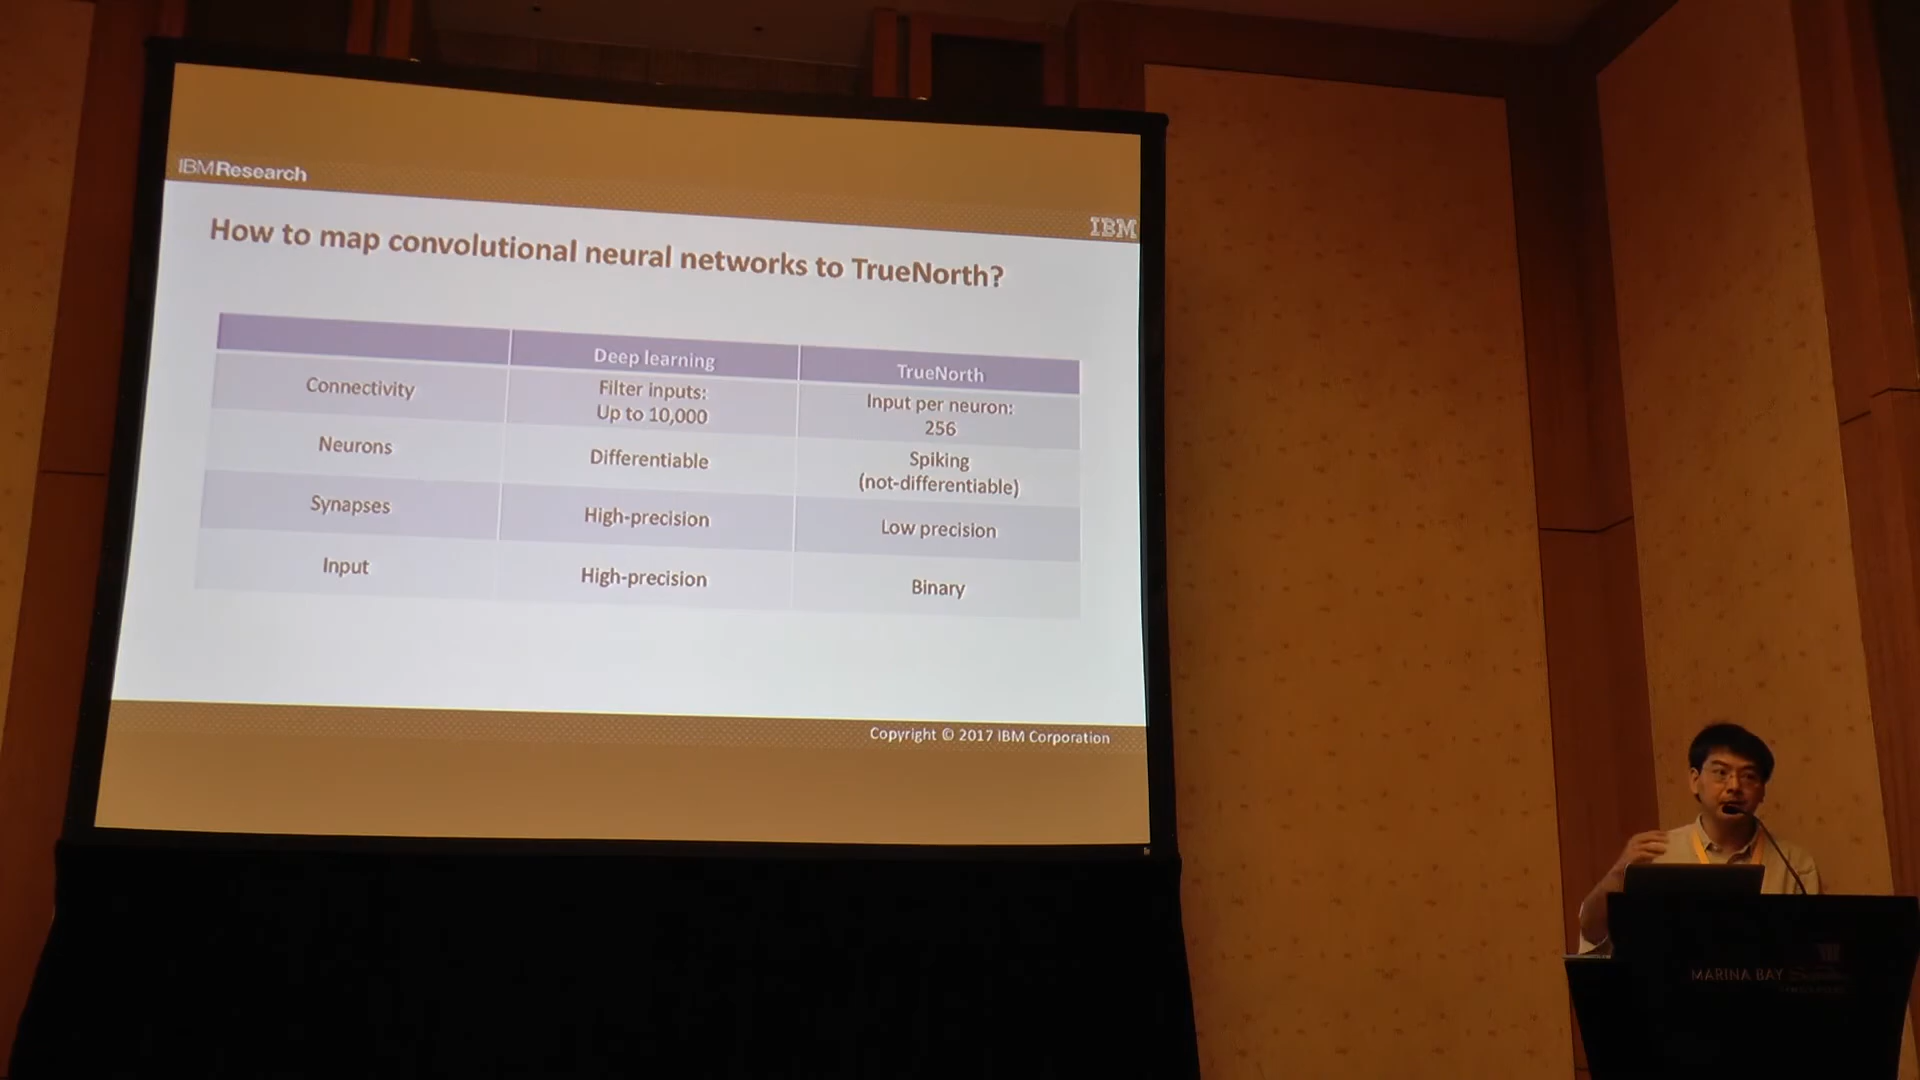 IBM Research
IBM
How to map convolutional neural networks to TrueNorth?
Deep learning
TrueNorth
Connectivity
Filter inputs:
Up to 10,000
Input per neuron:
256
Neurons
Differentiable
Spiking
(not-differentiable)
Synapses
High-precision
Low precision
Input
High-precision
Binary
Copyright © 2017 IBM Corporation
MARINA BAY Sands